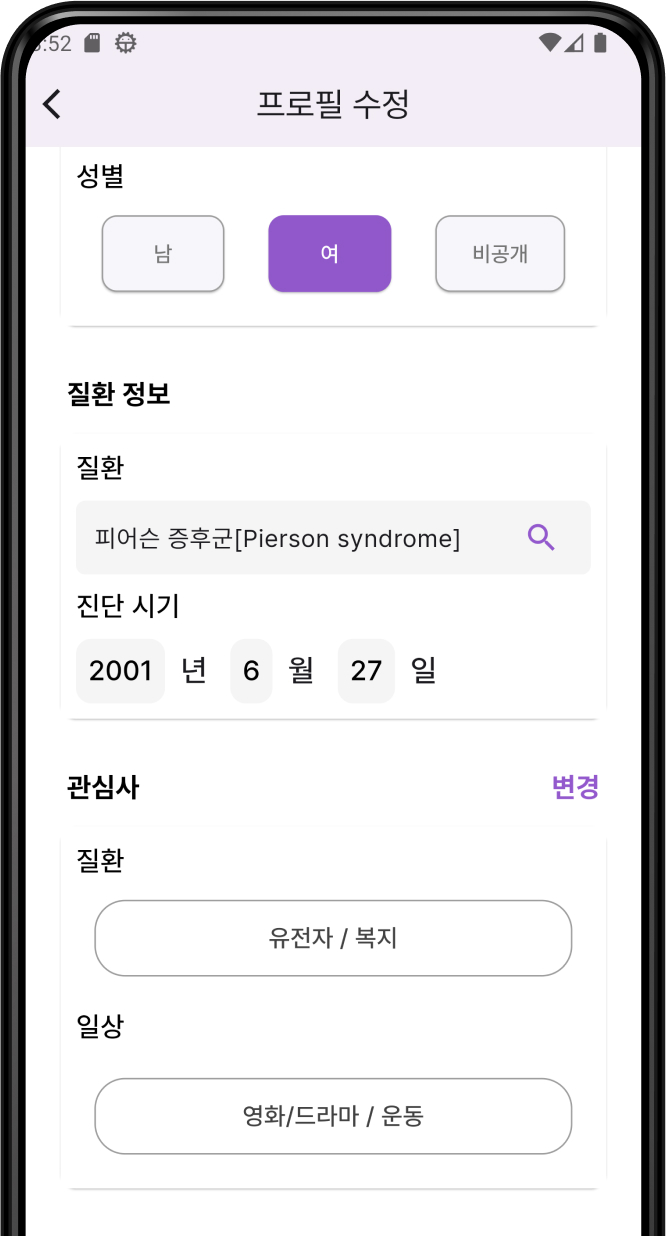 :52
프로필 수정
성별
남 여 비공개
질환 정보
질환
피어슨 증후군[Pierson syndrome]
진단 시기
2001 년 6 월 27 일
관심사 변경
질환
유전자 / 복지
일상
영화/드라마 / 운동